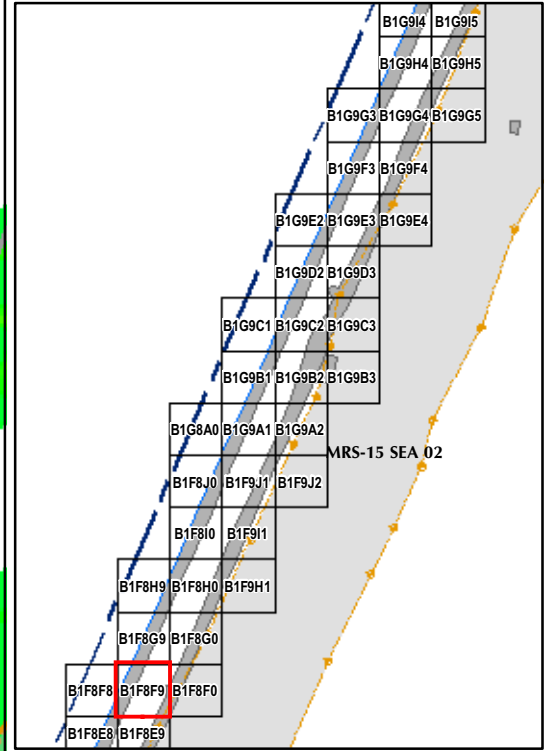 B1G9I4 B1G9I5
B1G9H4 B1G9H5
B1G9G3 B1G9G4 B1G9G5
B1G9F3 B1G9F4
B1G9E2 B1G9E3 B1G9E4
B1G9D2 B1G9D3
B1G9C1 B1G9C2 B1G9C3
B1G9B1 B1G9B2 B1G9B3
B1G8A0 B1G9A1 B1G9A2
MRS-15 SEA 02
B1F8J0 B1F9J1 B1F9J2
B1F8I0 B1F9I1
B1F8H9 B1F8H0 B1F9H1
B1F8G9 B1F8G0
B1F8F8 B1F8F9 B1F8F0
B1F8E8 B1F8E9